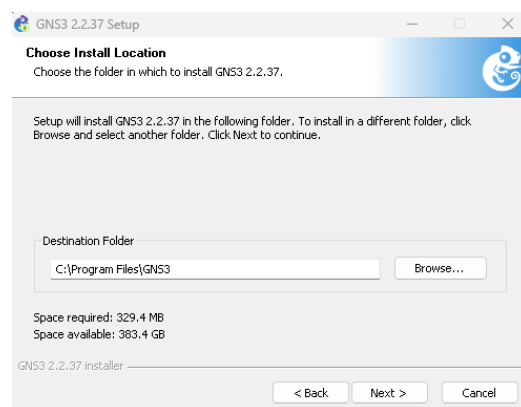 GNS3 2.2.37 Setup
Choose Install Location
Choose the folder in which to install GNS3 2.2.37.
Setup will install GNS3 2.2.37 in the following folder. To install in a different folder, click
Browse and select another folder. Click Next to continue.
Destination Folder
C:\Program Files\GNS3
Browse...
Space required: 329.4 MB
Space available: 383.4 GB
GNS3 2.2.37 installer
< Back
Next >
Cancel